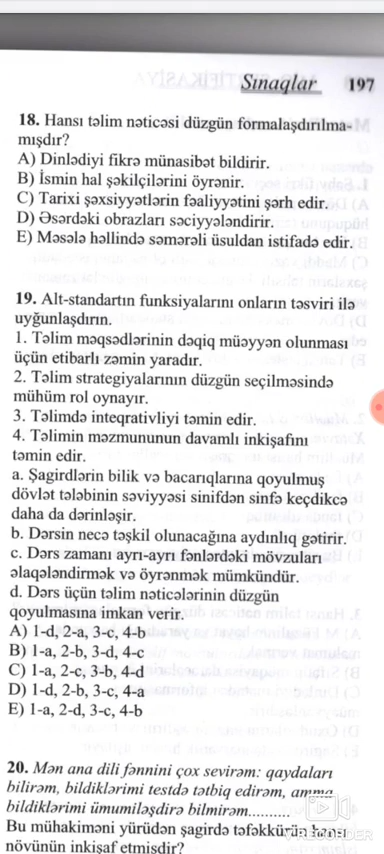 Sınaqlar 197
18. Hansı təlim nəticəsi düzgün formalaşdırılma-
mışdır?
A) Dinlədiyi fikrə münasibət bildirir.
B) İsmin hal şəkilçilərini öyrənir.
C) Tarixi şəxsiyyətlərin fəaliyyətini şərh edir.
D) Əsərdəki obrazları səciyyələndirir.
E) Məsələ həllində səmərəli üsuldan istifadə edir.
19. Alt-standartın funksiyalarını onların təsviri ilə
uyğunlaşdırın.
1. Təlim məqsədlərinin dəqiq müəyyən olunması
üçün etibarlı zəmin yaradır.
2. Təlim strategiyalarının düzgün seçilməsində
mühüm rol oynayır.
3. Təlimdə inteqrativliyi təmin edir.
4. Təlimin məzmununun davamlı inkişafını
təmin edir.
a. Şagirdlərin bilik və bacarıqlarına qoyulmuş
dövlət tələbinin səviyyəsi sinifdən sinfə keçdikcə
daha da dərinləşir.
b. Dərsin necə təşkil olunacağına aydınlıq gətirir.
c. Dərs zamanı ayrı-ayrı fənlərdəki mövzuları
əlaqələndirmək və öyrənmək mümkündür.
d. Dərs üçün təlim nəticələrinin düzgün
qoyulmasına imkan verir.
A) 1-d, 2-a, 3-c, 4-b
B) 1-a, 2-b, 3-d, 4-c
C) 1-a, 2-c, 3-b, 4-d
D) 1-d, 2-b, 3-c, 4-a
E) 1-a, 2-d, 3-c, 4-b
20. Mən ana dili fənnini çox sevirəm: qaydaları
bilirəm, bildiklərimi testdə tətbiq edirəm, amma
bildiklərimi ümumiləşdirə bilmirəm...........
Bu mühakiməni yürüdən şagirdə təfəkkürün hansı
növünün inkişaf etmişdir?